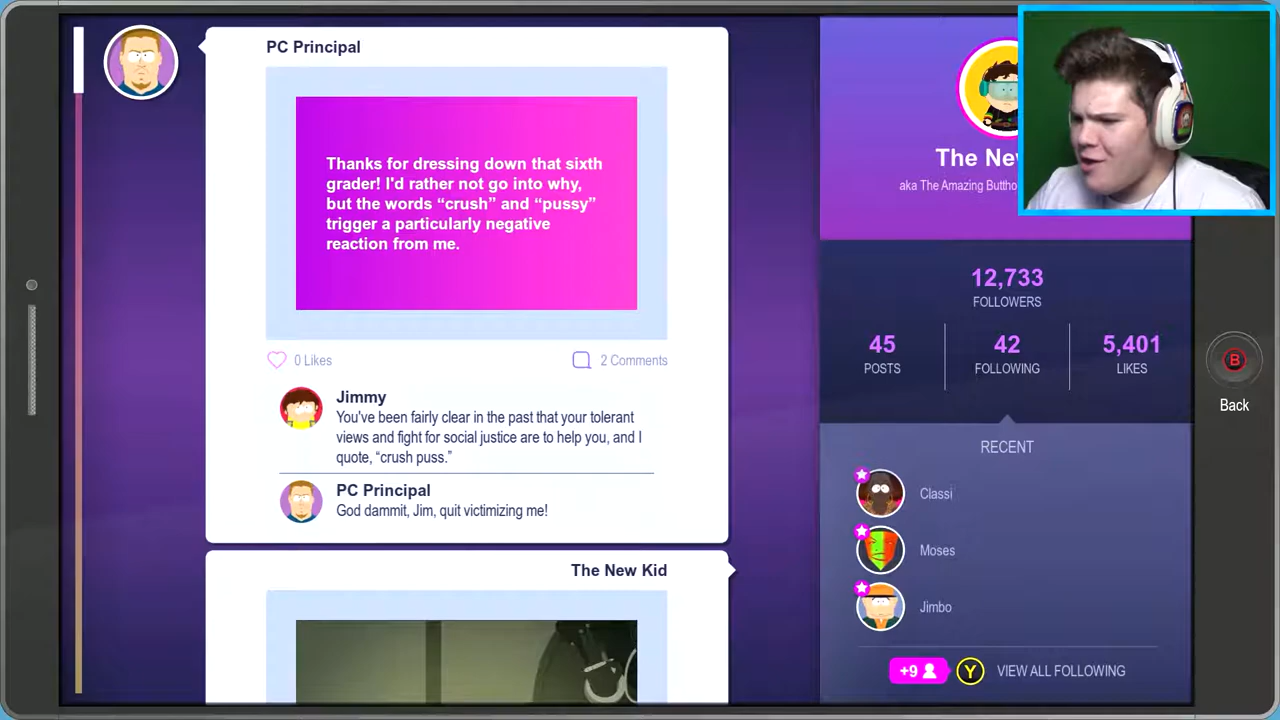 PC Principal
Thanks for dressing down that sixth
grader! I'd rather not go into why,
but the words “crush” and “pussy”
trigger a particularly negative
reaction from me.
0 Likes
2 Comments
Jimmy
You've been fairly clear in the past that your tolerant
views and fight for social justice are to help you, and I
quote, “crush puss.”
PC Principal
God dammit, Jim, quit victimizing me!
The New Kid
The
aka The Amazing
12,733
FOLLOWERS
45
POSTS
42
FOLLOWING
5,401
LIKES
RECENT
Classi
Moses
Jimbo
+9
Y
VIEW ALL FOLLOWING
B
Back